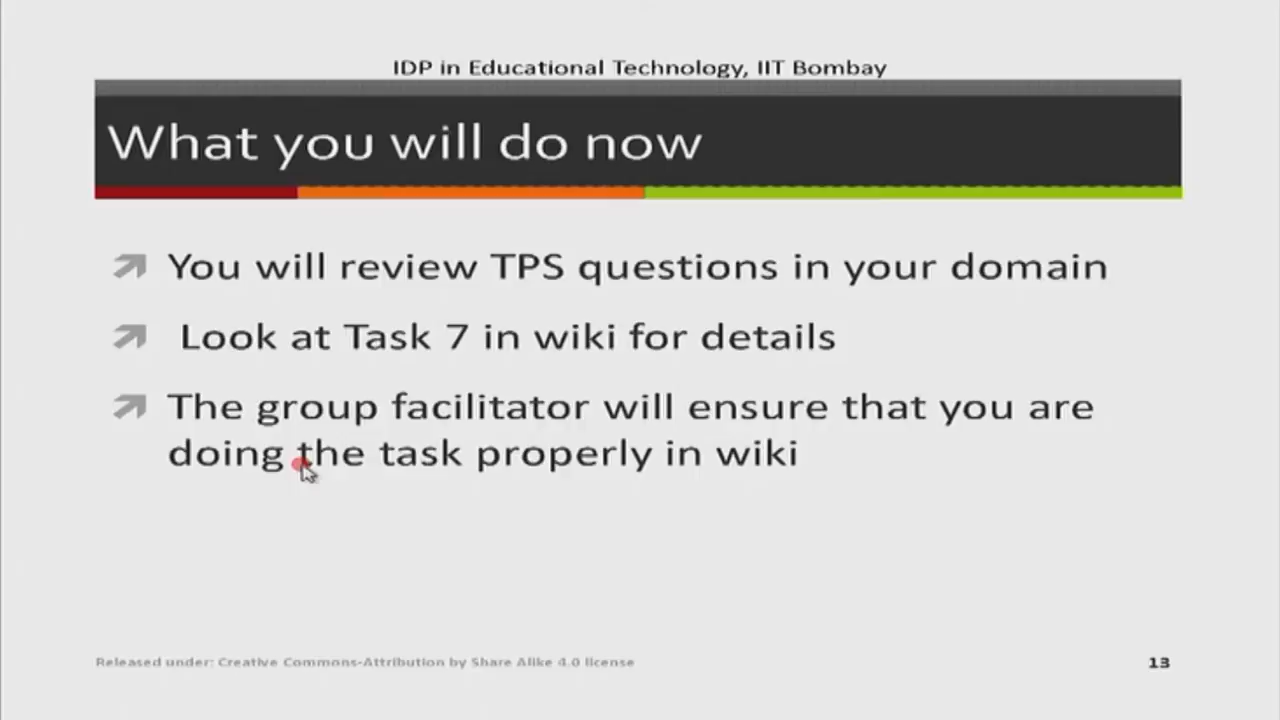 IDP in Educational Technology, IIT Bombay
What you will do now
You will review TPS questions in your domain
Look at Task 7 in wiki for details
The group facilitator will ensure that you are
doing the task properly in wiki
Released under: Creative Commons-Attribution by Share Alike 4.0 license
13